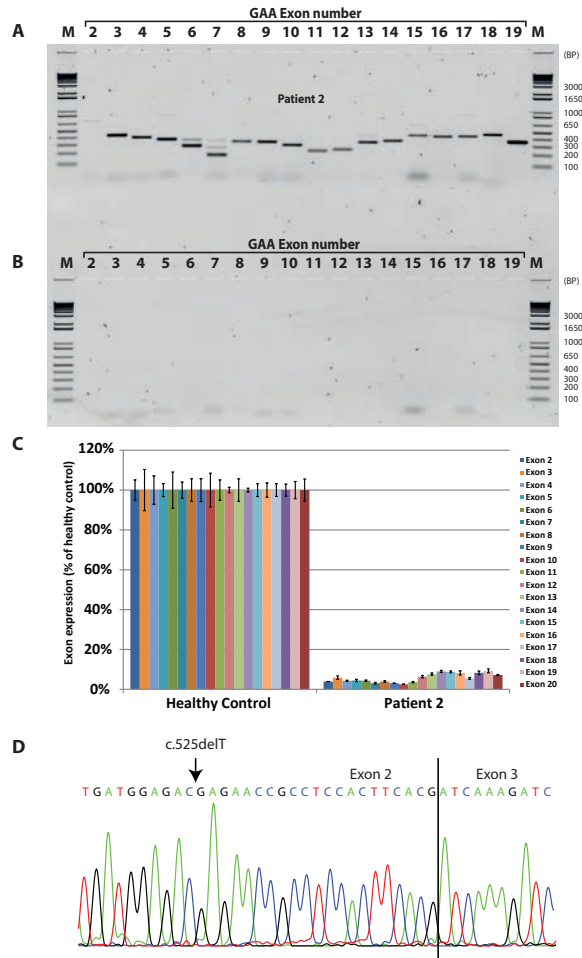 GAA Exon number
A M 2 3 4 5 6 7 8 9 10 11 12 13 14 15 16 17 18 19 M
(BP)
Patient 2
3000
1650
1000
650
400
300
200
100
GAA Exon number
B M 2 3 4 5 6 7 8 9 10 11 12 13 14 15 16 17 18 19 M
(BP)
3000
1650
1000
650
400
300
200
100
C
Exon expression (% of healthy control)
120%
100%
80%
60%
40%
20%
0%
Healthy Control Patient 2
Exon 2
Exon 3
Exon 4
Exon 5
Exon 6
Exon 7
Exon 8
Exon 9
Exon 10
Exon 11
Exon 12
Exon 13
Exon 14
Exon 15
Exon 16
Exon 17
Exon 18
Exon 19
Exon 20
D
c.525delT
Exon 2 Exon 3
TGATGGAGACGAGAACCGCCTCCACTTCACGATCAAAGATC